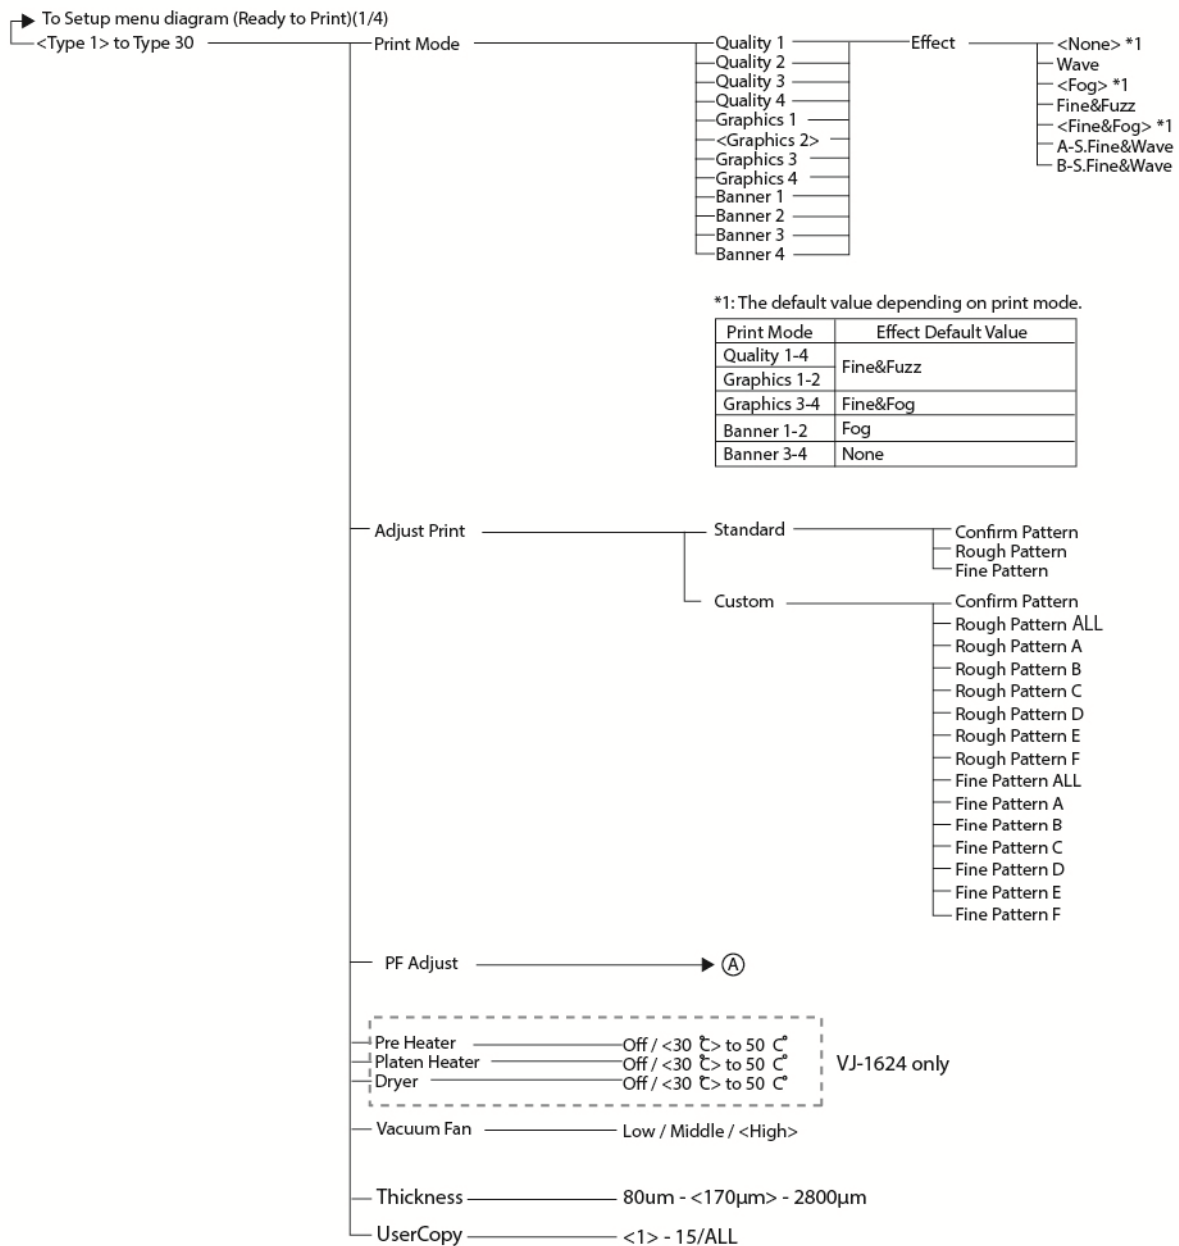 To Setup menu diagram (Ready to Print)(1/4)
<Type 1> to Type 30
Print Mode
Quality 1
Quality 2
Quality 3
Quality 4
Graphics 1
<Graphics 2>
Graphics 3
Graphics 4
Banner 1
Banner 2
Banner 3
Banner 4
Effect
<None> *1
Wave
<Fog> *1
Fine&Fuzz
<Fine&Fog> *1
A-S.Fine&Wave
B-S.Fine&Wave
*1: The default value depending on print mode.
Print Mode Effect Default Value
Quality 1-4
Fine&Fuzz
Graphics 1-2
Graphics 3-4 Fine&Fog
Banner 1-2 Fog
Banner 3-4 None
Adjust Print
Standard
Confirm Pattern
Rough Pattern
Fine Pattern
Custom
Confirm Pattern
Rough Pattern ALL
Rough Pattern A
Rough Pattern B
Rough Pattern C
Rough Pattern D
Rough Pattern E
Rough Pattern F
Fine Pattern ALL
Fine Pattern A
Fine Pattern B
Fine Pattern C
Fine Pattern D
Fine Pattern E
Fine Pattern F
PF Adjust
A
Pre Heater Off / <30 ℃> to 50 C°
Platen Heater Off / <30 ℃> to 50 C°
Dryer Off / <30 ℃> to 50 C°
VJ-1624 only
Vacuum Fan Low / Middle / <High>
Thickness 80um - <170μm> - 2800μm
UserCopy <1> - 15/ALL